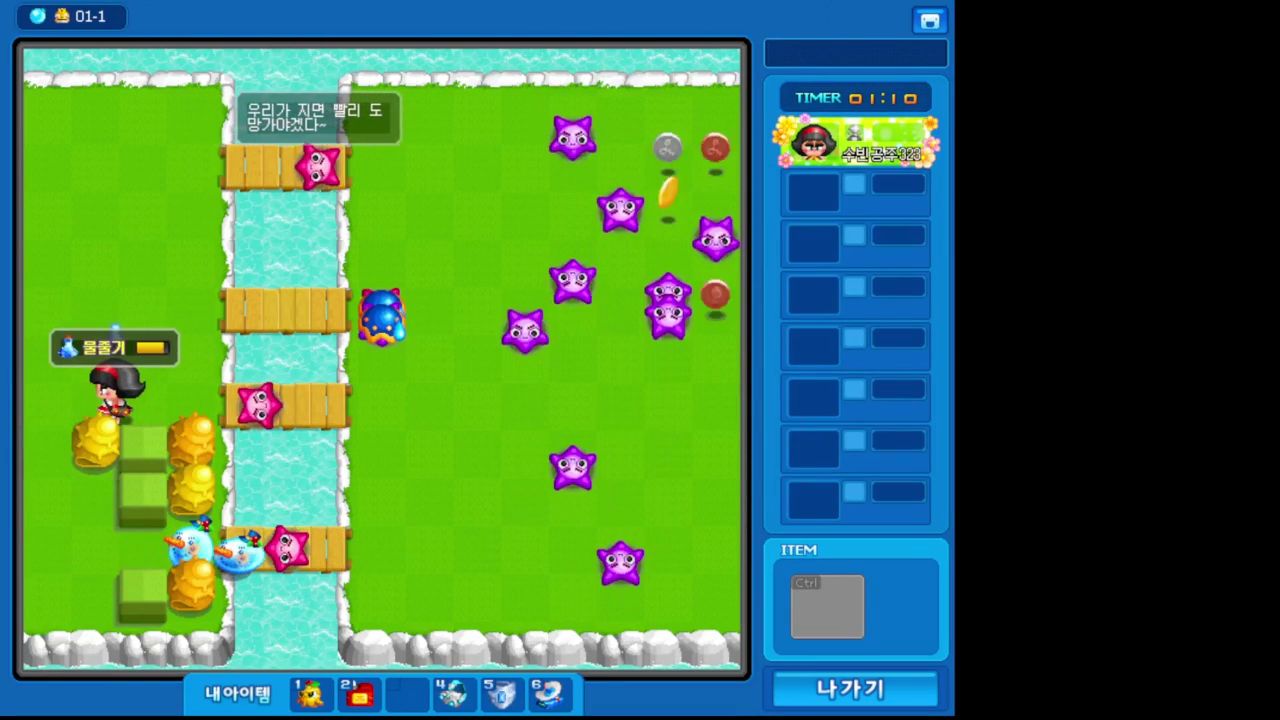 01-1
우리가 지면 빨리 도
망가야겠다~
TIMER 01:10
수빈공주323
물줄기
ITEM
Ctrl
내아이템
1
2
4
5
6
나가기